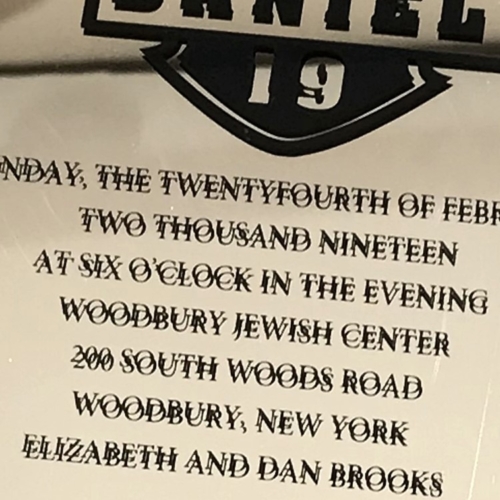 DANIEL
19
NDAY, THE TWENTYFOURTH OF FEBR
TWO THOUSAND NINETEEN
AT SIX O'CLOCK IN THE EVENING
WOODBURY JEWISH CENTER
200 SOUTH WOODS ROAD
WOODBURY, NEW YORK
ELIZABETH AND DAN BROOKS